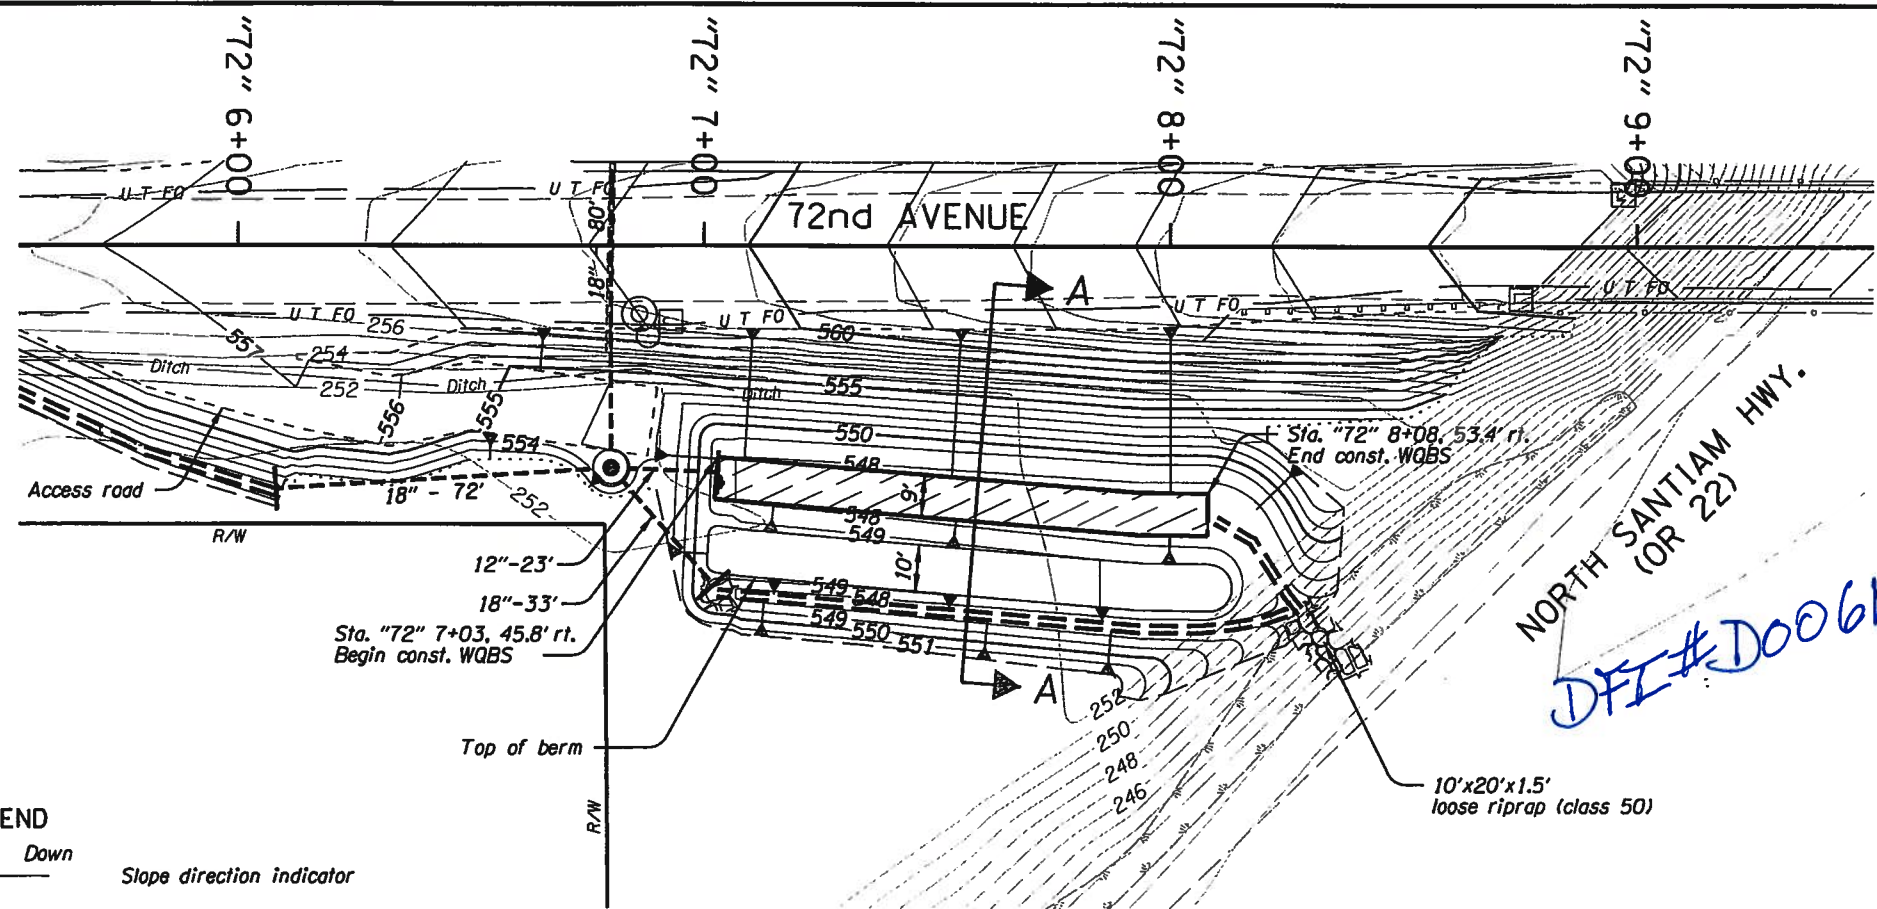 "72" 6+00
"72" 7+00
"72" 8+00
"72" 9+00
U T FO
U T FO
72nd AVENUE
18"- 80'
A
U T FO
U T FO
U T FO
U T FO
256
557
254
Ditch
252
Ditch
Ditch
560
555
556
555
554
550
548
Sta. "72" 8+08, 53.4' rt.
End const. WQBS
Access road
18" - 72'
252
9'
548
549
10'
R/W
12"-23'
18"-33'
549
548
549
550
551
Sta. "72" 7+03, 45.8' rt.
Begin const. WQBS
A
NORTH SANTIAM HWY.
(OR 22)
DFI#D0061
Top of berm
252
250
248
246
10'x20'x1.5'
loose riprap (class 50)
R/W
END
Down
Slope direction indicator